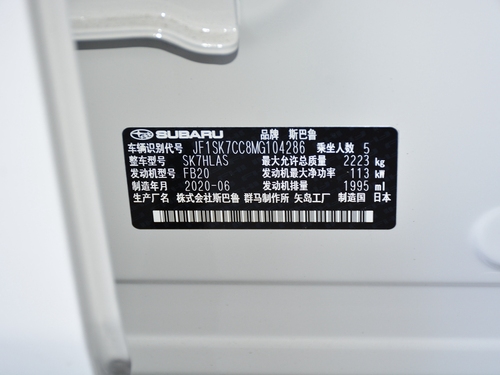 SUBARU 品牌 斯巴鲁
车辆识别代号 JF1SK7CC8MG104286 乘坐人数 5
整车型号 SK7HLAS 最大允许总质量 2223 kg
发动机型号 FB20 发动机最大净功率 113 kW
制造年月 2020-06 发动机排量 1995 ml
生产厂名 株式会社斯巴鲁 群马制作所 矢岛工厂 制造国 日本